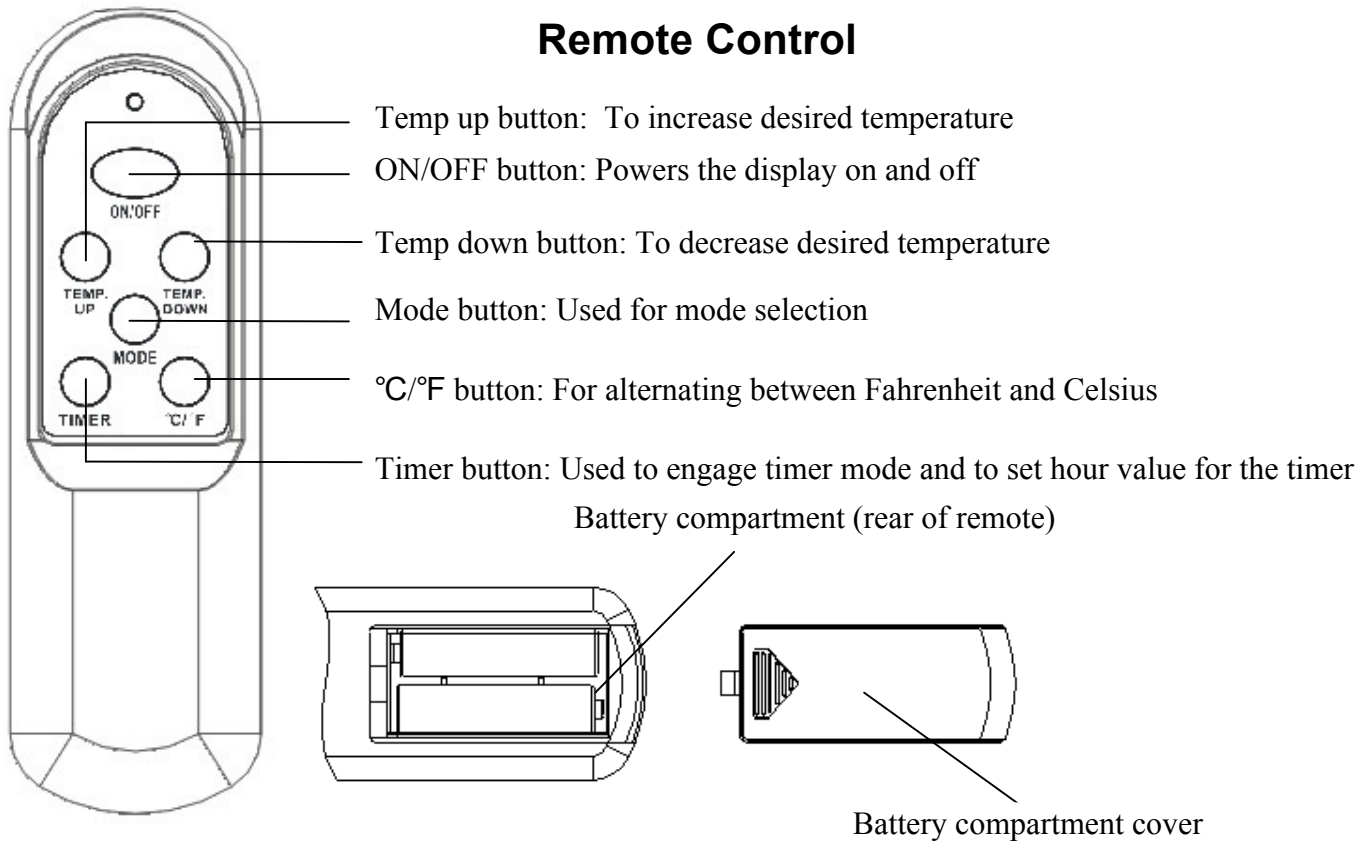 Remote Control
Temp up button: To increase desired temperature
ON/OFF button: Powers the display on and off
Temp down button: To decrease desired temperature
Mode button: Used for mode selection
℃/℉ button: For alternating between Fahrenheit and Celsius
Timer button: Used to engage timer mode and to set hour value for the timer
ON/OFF
TEMP.
UP
TEMP.
DOWN
MODE
TIMER
°C/°F
Battery compartment (rear of remote)
Battery compartment cover